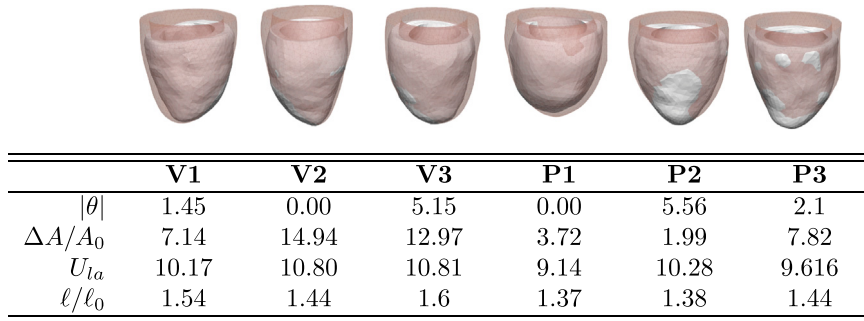 V1 V2 V3 P1 P2 P3
|θ| 1.45 0.00 5.15 0.00 5.56 2.1
ΔA/A₀ 7.14 14.94 12.97 3.72 1.99 7.82
Uₗₐ 10.17 10.80 10.81 9.14 10.28 9.616
ℓ/ℓ₀ 1.54 1.44 1.6 1.37 1.38 1.44